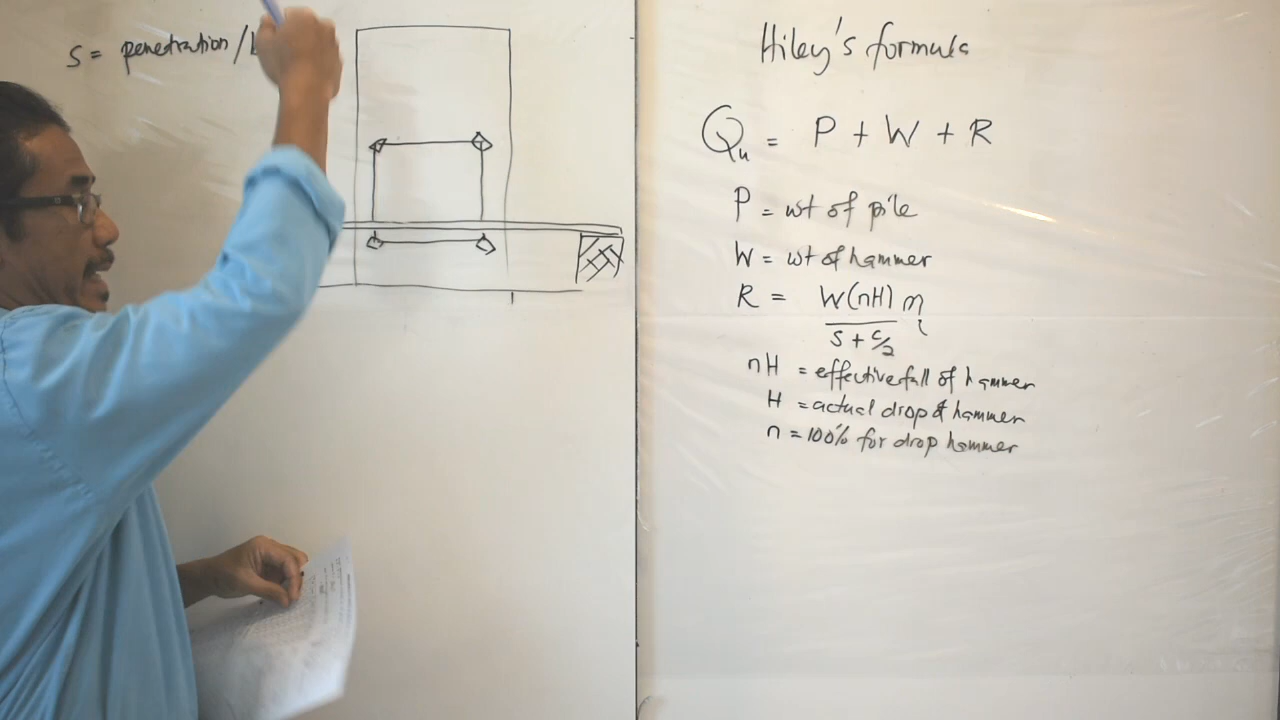 S = penetration /
Hiley's formula
Qu = P + W + R
P = wt of pile
W = wt of hammer
R = W(nH) η
S + C/2
nH = effective fall of hammer
H = actual drop of hammer
n = 100% for drop hammer